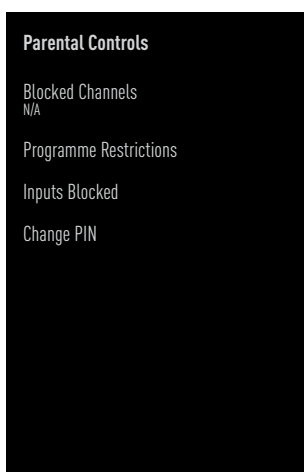 Parental Controls
Blocked Channels
N/A
Programme Restrictions
Inputs Blocked
Change PIN